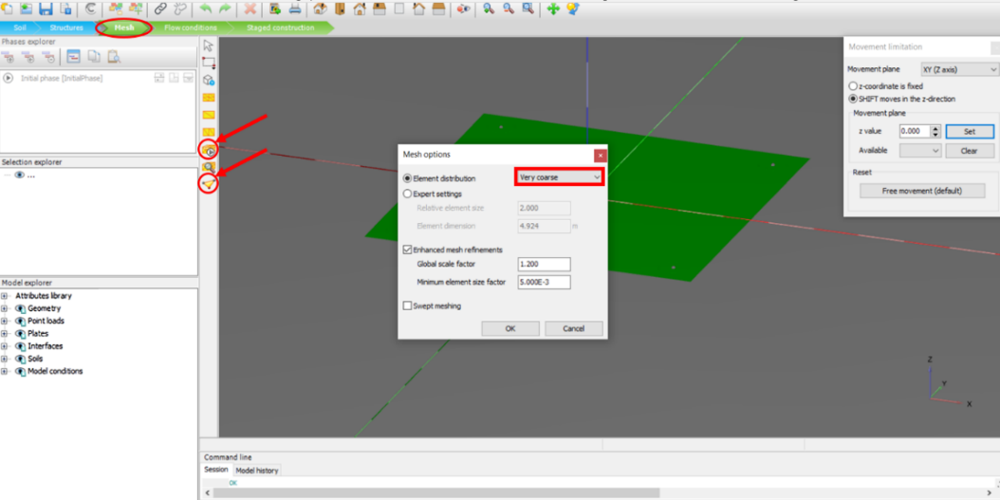 Soil Structures Mesh Flow conditions Staged construction
Phases explorer
Initial phase [InitialPhase]
Selection explorer
...
Model explorer
Attributes library
Geometry
Point loads
Plates
Interfaces
Soils
Model conditions
Mesh options
Element distribution Very coarse
Expert settings
Relative element size 2.000
Element dimension 4.924 m
Enhanced mesh refinements
Global scale factor 1.200
Minimum element size factor 5.000E-3
Swept meshing
OK Cancel
Movement limitation
Movement plane XY (Z axis)
z-coordinate is fixed
SHIFT moves in the z-direction
Movement plane
z value 0.000 Set
Available Clear
Reset
Free movement (default)
Z
Y
X
Command line
Session Model history
OK